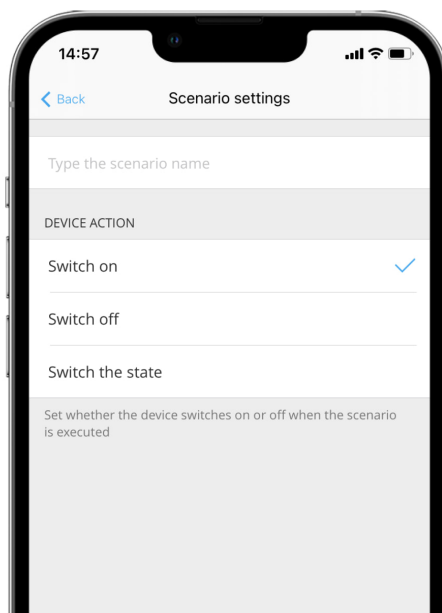 14:57
Back
Scenario settings
Type the scenario name
DEVICE ACTION
Switch on
Switch off
Switch the state
Set whether the device switches on or off when the scenario
is executed